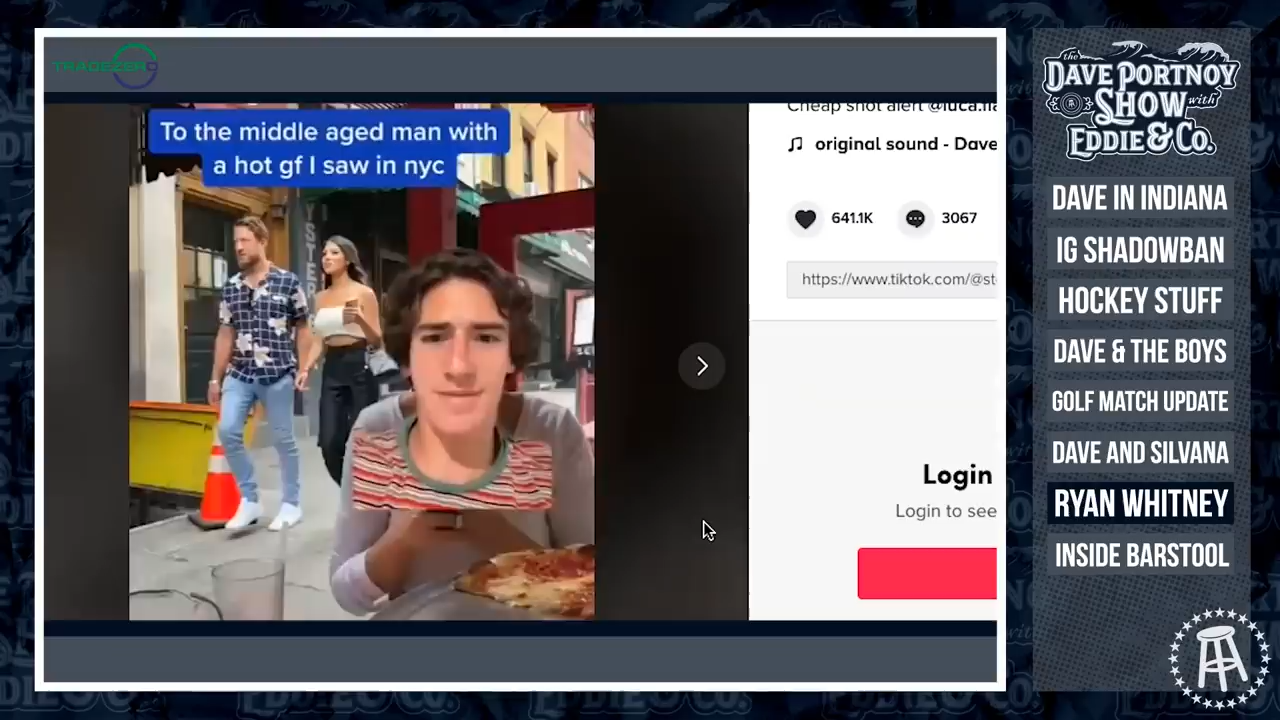 TRADEZERO
To the middle aged man with
a hot gf I saw in nyc
Cheap shot alert
original sound - Dave
641.1K
3067
https://www.tiktok.com/@st
Login
Login to see
the
DAVE PORTNOY
SHOW with
EDDIE & CO.
DAVE IN INDIANA
IG SHADOWBAN
HOCKEY STUFF
DAVE & THE BOYS
GOLF MATCH UPDATE
DAVE AND SILVANA
RYAN WHITNEY
INSIDE BARSTOOL